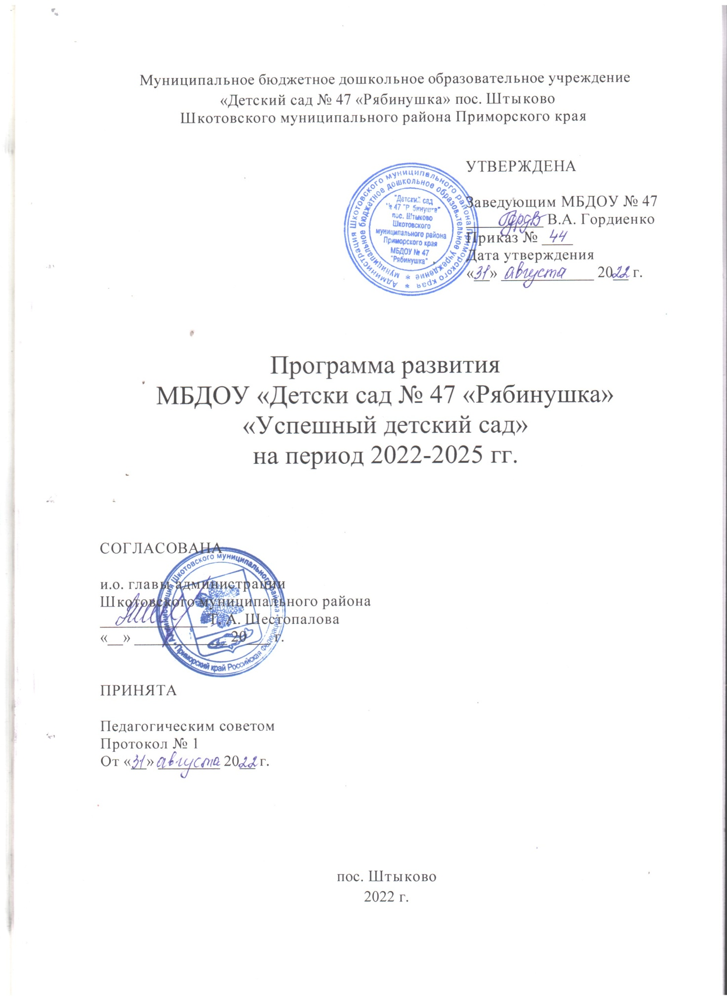 Муниципальное бюджетное дошкольное образовательное учреждение
«Детский сад № 47 «Рябинушка» пос. Штыково
Шкотовского муниципального района Приморского края
УТВЕРЖДЕНА
Заведующим МБДОУ № 47
__________ В.А. Гордиенко
Приказ № 44
Дата утверждения
«31» августа 2022 г.
Администрация Шкотовского муниципального района Приморского края *
муниципальное бюджетное дошкольное образовательное учреждение *
"Детский сад
№ 47 "Рябинушка"
пос. Штыково
Шкотовского
муниципального района
Приморского края
МБДОУ № 47
"Рябинушка"
Программа развития
МБДОУ «Детски сад № 47 «Рябинушка»
«Успешный детский сад»
на период 2022-2025 гг.
СОГЛАСОВАНА
и.о. главы администрации
Шкотовского муниципального района
______________ Т. А. Шестопалова
«__» ____________ 20___ г.
Администрация Шкотовского муниципального района •
Приморский край Российская Федерация •
ПРИНЯТА
Педагогическим советом
Протокол № 1
От «31» августа 2022 г.
пос. Штыково
2022 г.